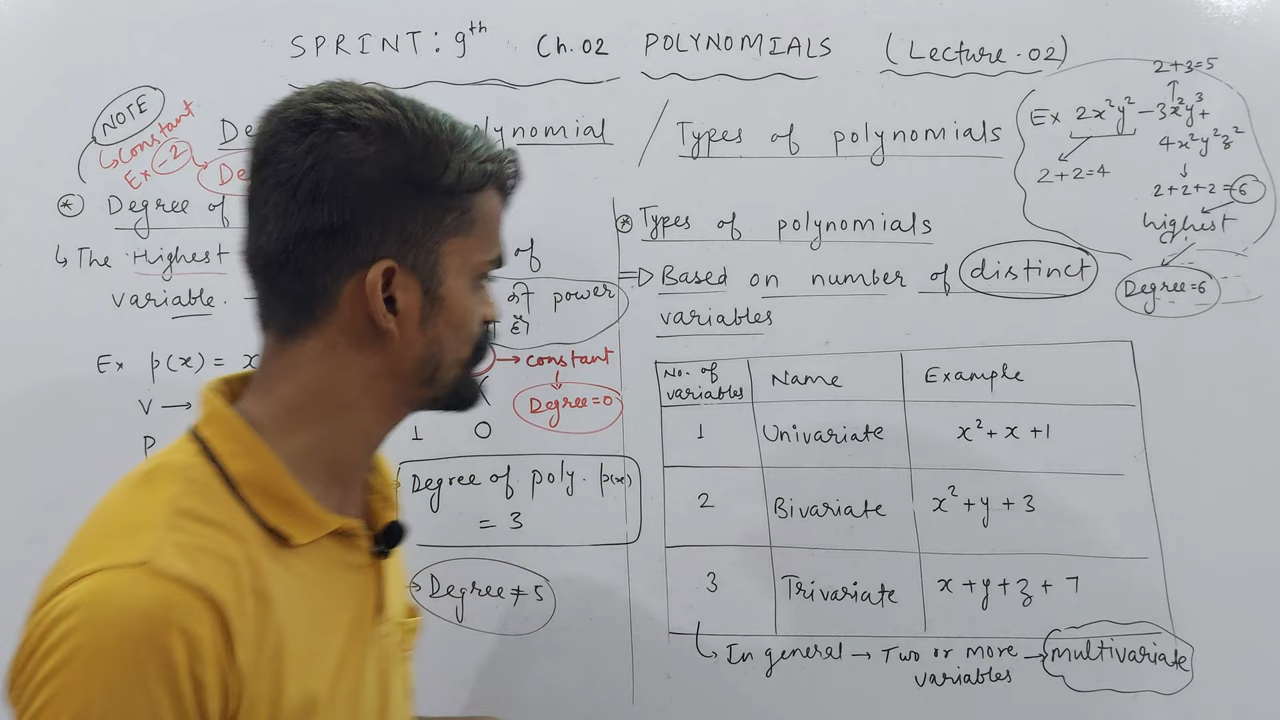 SPRINT: 9th Ch. 02 POLYNOMIALS (Lecture-02)
NOTE
↳ Constant
Ex -2
De
lynomial
/ Types of polynomials
⊛ Degree of
↳ The Highest
of
variable.
power
है
Ex p(x) = x
→ constant
V →
Degree=0
1 0
Degree of poly. p(x)
= 3
→ Degree ≠ 5
⊛ Types of polynomials
⇒ Based on number of distinct
variables
No. of variables | Name | Example
1 | Univariate | x² + x + 1
2 | Bivariate | x² + y + 3
3 | Trivariate | x + y + z + 7
↳ In general → Two or more variables → multivariate
2+3=5
↑
Ex 2x²y² − 3x²y³ +
4x²y²z²
2+2=4
↓
2+2+2=6
highest
Degree=6